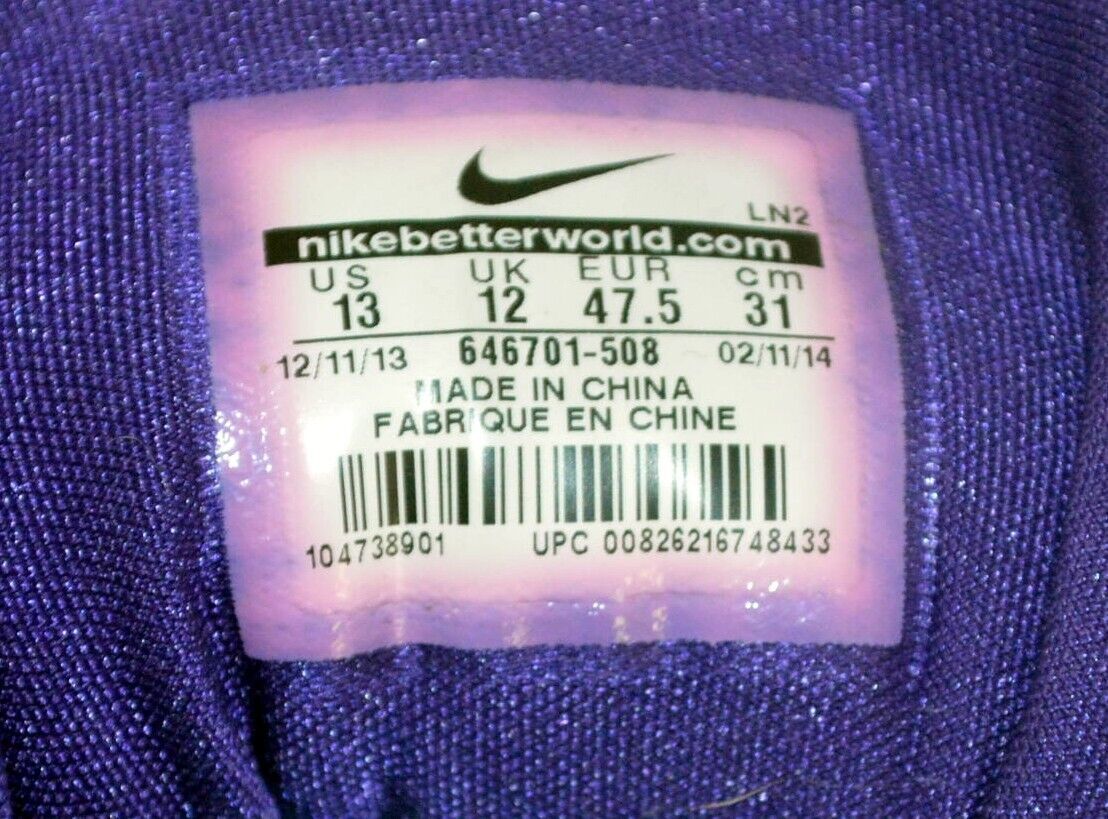 LN2
nikebetterworld.com
US UK EUR cm
13 12 47.5 31
12/11/13 646701-508 02/11/14
MADE IN CHINA
FABRIQUE EN CHINE
104738901 UPC 00826216748433